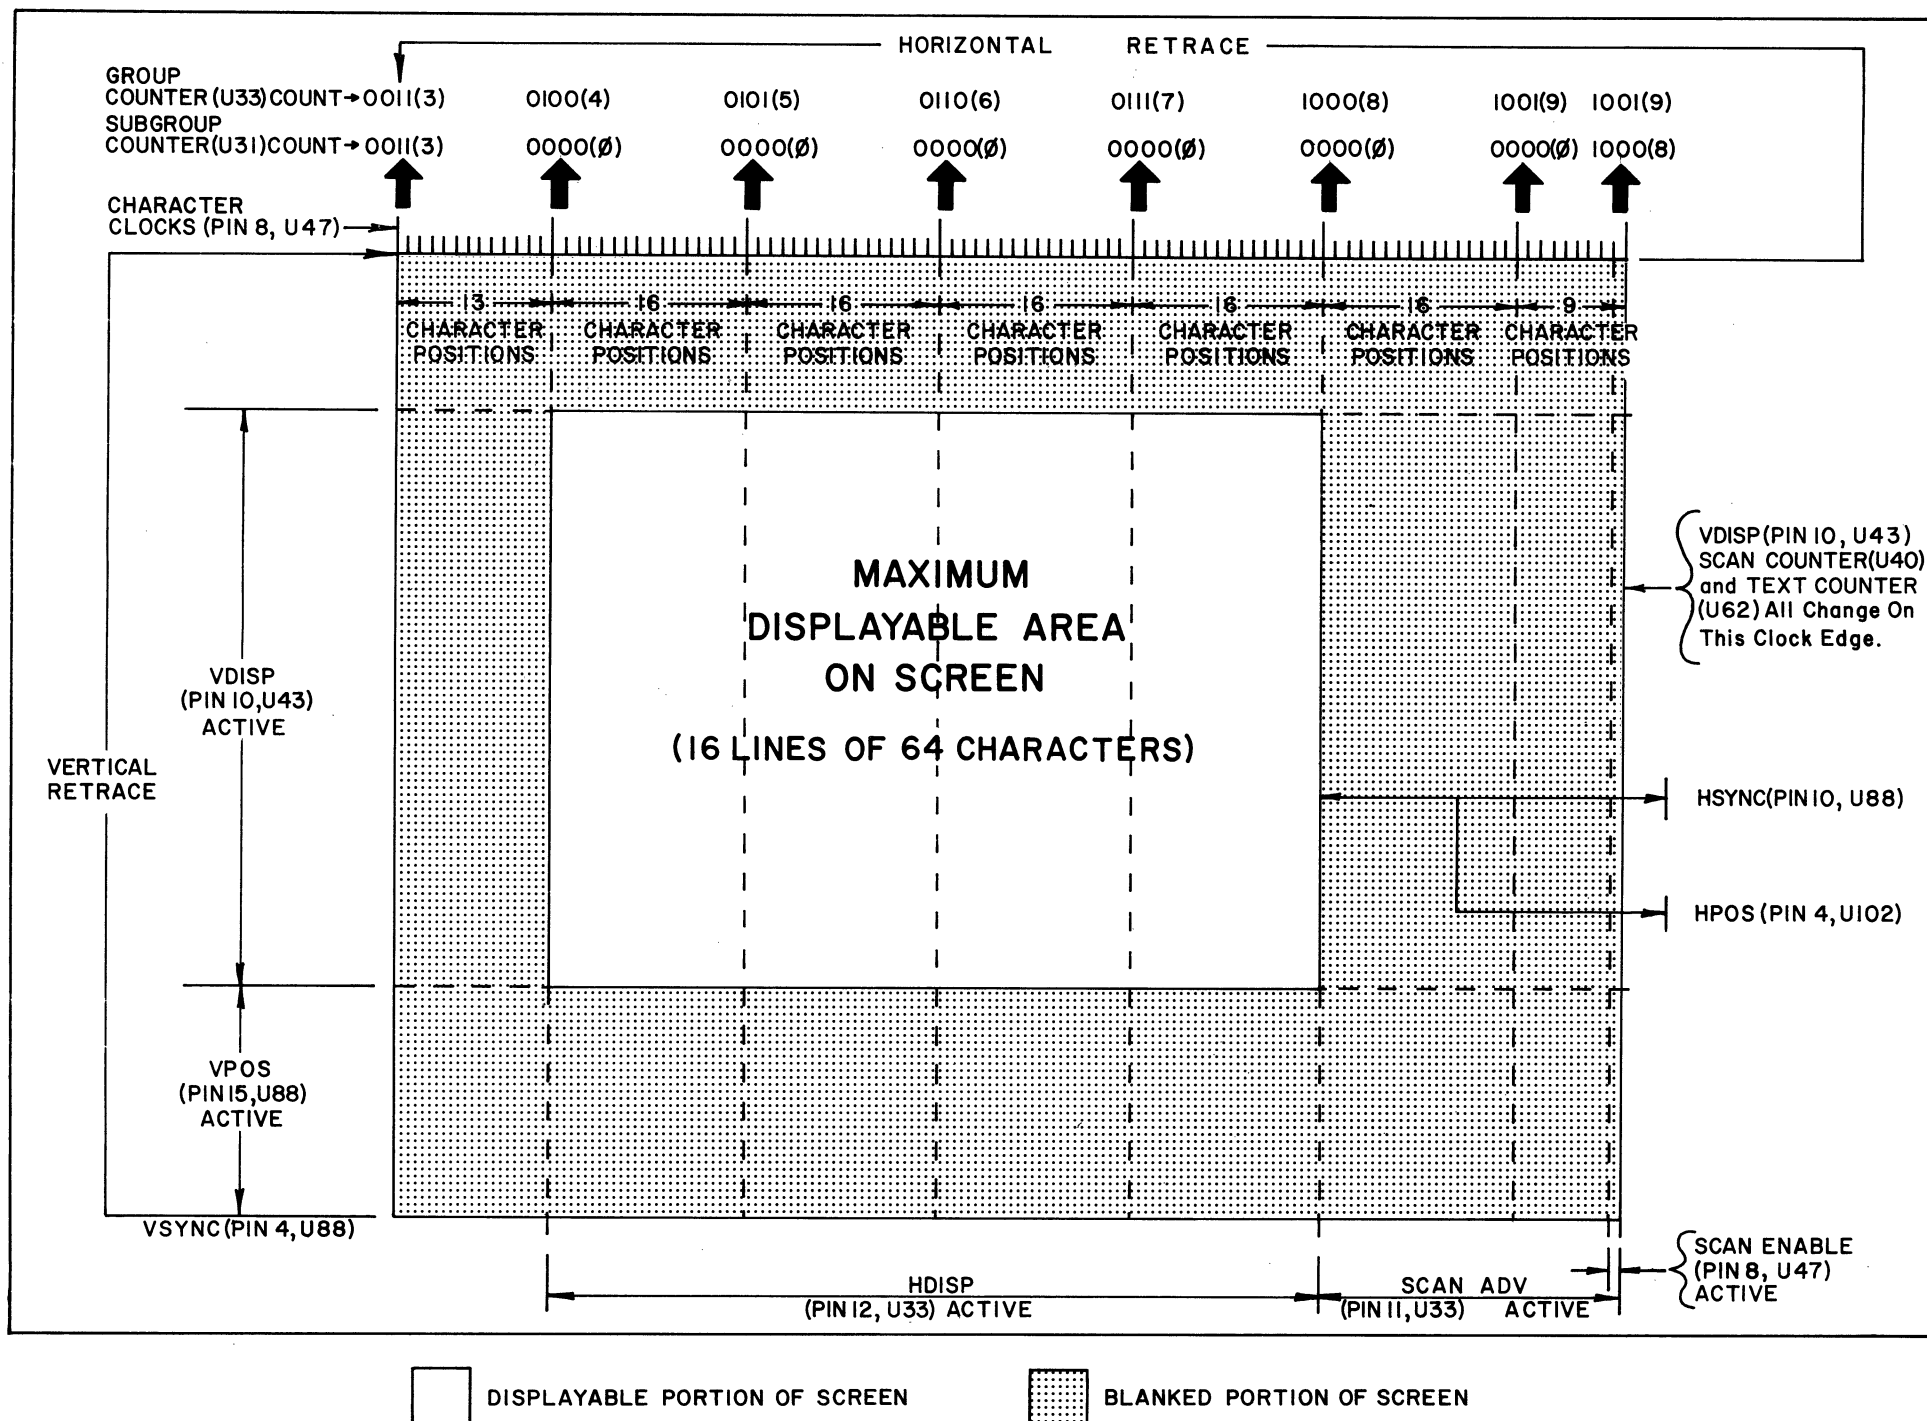 HORIZONTAL RETRACE
GROUP
COUNTER(U33)COUNT→0011(3) 0100(4) 0101(5) 0110(6) 0111(7) 1000(8) 1001(9) 1001(9)
SUBGROUP
COUNTER(U31)COUNT→0011(3) 0000(Ø) 0000(Ø) 0000(Ø) 0000(Ø) 0000(Ø) 0000(Ø) 1000(8)
CHARACTER
CLOCKS (PIN 8, U47)
13 16 16 16 16 16 9
CHARACTER CHARACTER CHARACTER CHARACTER CHARACTER CHARACTER CHARACTER
POSITIONS POSITIONS POSITIONS POSITIONS POSITIONS POSITIONS POSITIONS
MAXIMUM
DISPLAYABLE AREA
ON SCREEN
(16 LINES OF 64 CHARACTERS)
VDISP(PIN 10, U43)
SCAN COUNTER(U40)
and TEXT COUNTER
(U62) All Change On
This Clock Edge.
VDISP
(PIN 10,U43)
ACTIVE
VERTICAL
RETRACE
HSYNC(PIN 10, U88)
HPOS (PIN 4, U102)
VPOS
(PIN 15,U88)
ACTIVE
VSYNC(PIN 4,U88)
HDISP
(PIN 12, U33) ACTIVE
SCAN ADV
(PIN 11,U33) ACTIVE
SCAN ENABLE
(PIN 8, U47)
ACTIVE
DISPLAYABLE PORTION OF SCREEN
BLANKED PORTION OF SCREEN